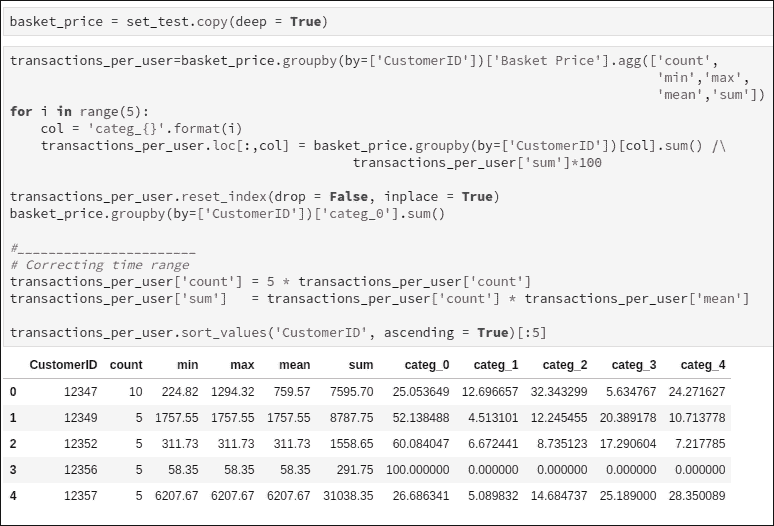 basket_price = set_test.copy(deep = True)
transactions_per_user=basket_price.groupby(by=['CustomerID'])['Basket Price'].agg(['count',
'min','max',
'mean','sum'])
for i in range(5):
col = 'categ_{}'.format(i)
transactions_per_user.loc[:,col] = basket_price.groupby(by=['CustomerID'])[col].sum() /\
transactions_per_user['sum']*100
transactions_per_user.reset_index(drop = False, inplace = True)
basket_price.groupby(by=['CustomerID'])['categ_0'].sum()
#_______________________
# Correcting time range
transactions_per_user['count'] = 5 * transactions_per_user['count']
transactions_per_user['sum'] = transactions_per_user['count'] * transactions_per_user['mean']
transactions_per_user.sort_values('CustomerID', ascending = True)[:5]
CustomerID count min max mean sum categ_0 categ_1 categ_2 categ_3 categ_4
0 12347 10 224.82 1294.32 759.57 7595.70 25.053649 12.696657 32.343299 5.634767 24.271627
1 12349 5 1757.55 1757.55 1757.55 8787.75 52.138488 4.513101 12.245455 20.389178 10.713778
2 12352 5 311.73 311.73 311.73 1558.65 60.084047 6.672441 8.735123 17.290604 7.217785
3 12356 5 58.35 58.35 58.35 291.75 100.000000 0.000000 0.000000 0.000000 0.000000
4 12357 5 6207.67 6207.67 6207.67 31038.35 26.686341 5.089832 14.684737 25.189000 28.350089